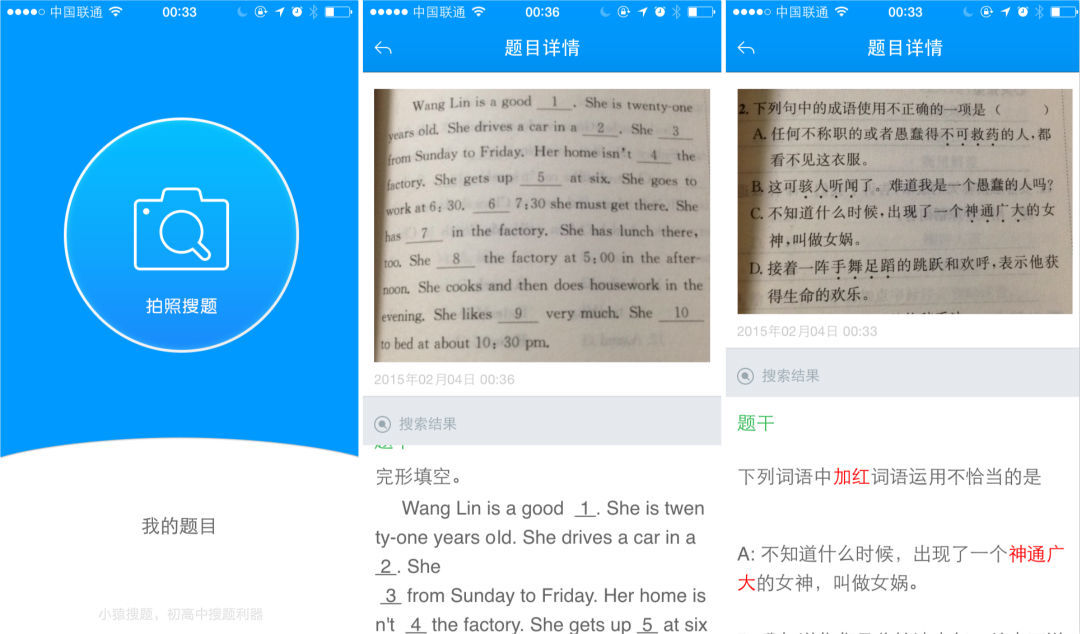 中国联通
00:33
拍照搜题
我的题目
小猿搜题，初高中搜题利器
中国联通
00:36
题目详情
Wang Lin is a good 1 . She is twenty-one
years old. She drives a car in a 2 . She 3
from Sunday to Friday. Her home isn't 4 the
factory. She gets up 5 at six. She goes to
work at 6:30. 6 7:30 she must get there. She
has 7 in the factory. She has lunch there,
too. She 8 the factory at 5:00 in the after-
noon. She cooks and then does housework in the
evening. She likes 9 very much. She 10
to bed at about 10:30 pm.
2015年02月04日 00:36
搜索结果
题干
完形填空。
Wang Lin is a good 1 . She is twen
ty-one years old. She drives a car in a
2 . She
3 from Sunday to Friday. Her home is
n't 4 the factory. She gets up 5 at six
中国联通
00:33
题目详情
2.下列句中的成语使用不正确的一项是（ ）
A.任何不称职的或者愚蠢得不可救药的人,都
看不见这衣服。
B.这可骇人听闻了。难道我是一个愚蠢的人吗?
C.不知道什么时候,出现了一个神通广大的女
神,叫做女娲。
D.接着一阵手舞足蹈的跳跃和欢呼,表示他获
得生命的欢乐。
2015年02月04日 00:33
搜索结果
题干
下列词语中加红词语运用不恰当的是
A: 不知道什么时候，出现了一个神通广
大的女神，叫做女娲。